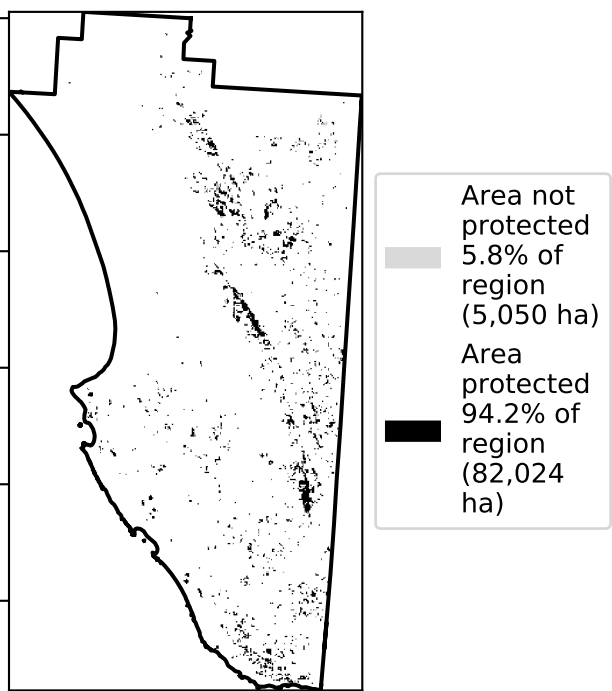 Area not
protected
5.8% of
region
(5,050 ha)
Area
protected
94.2% of
region
(82,024
ha)